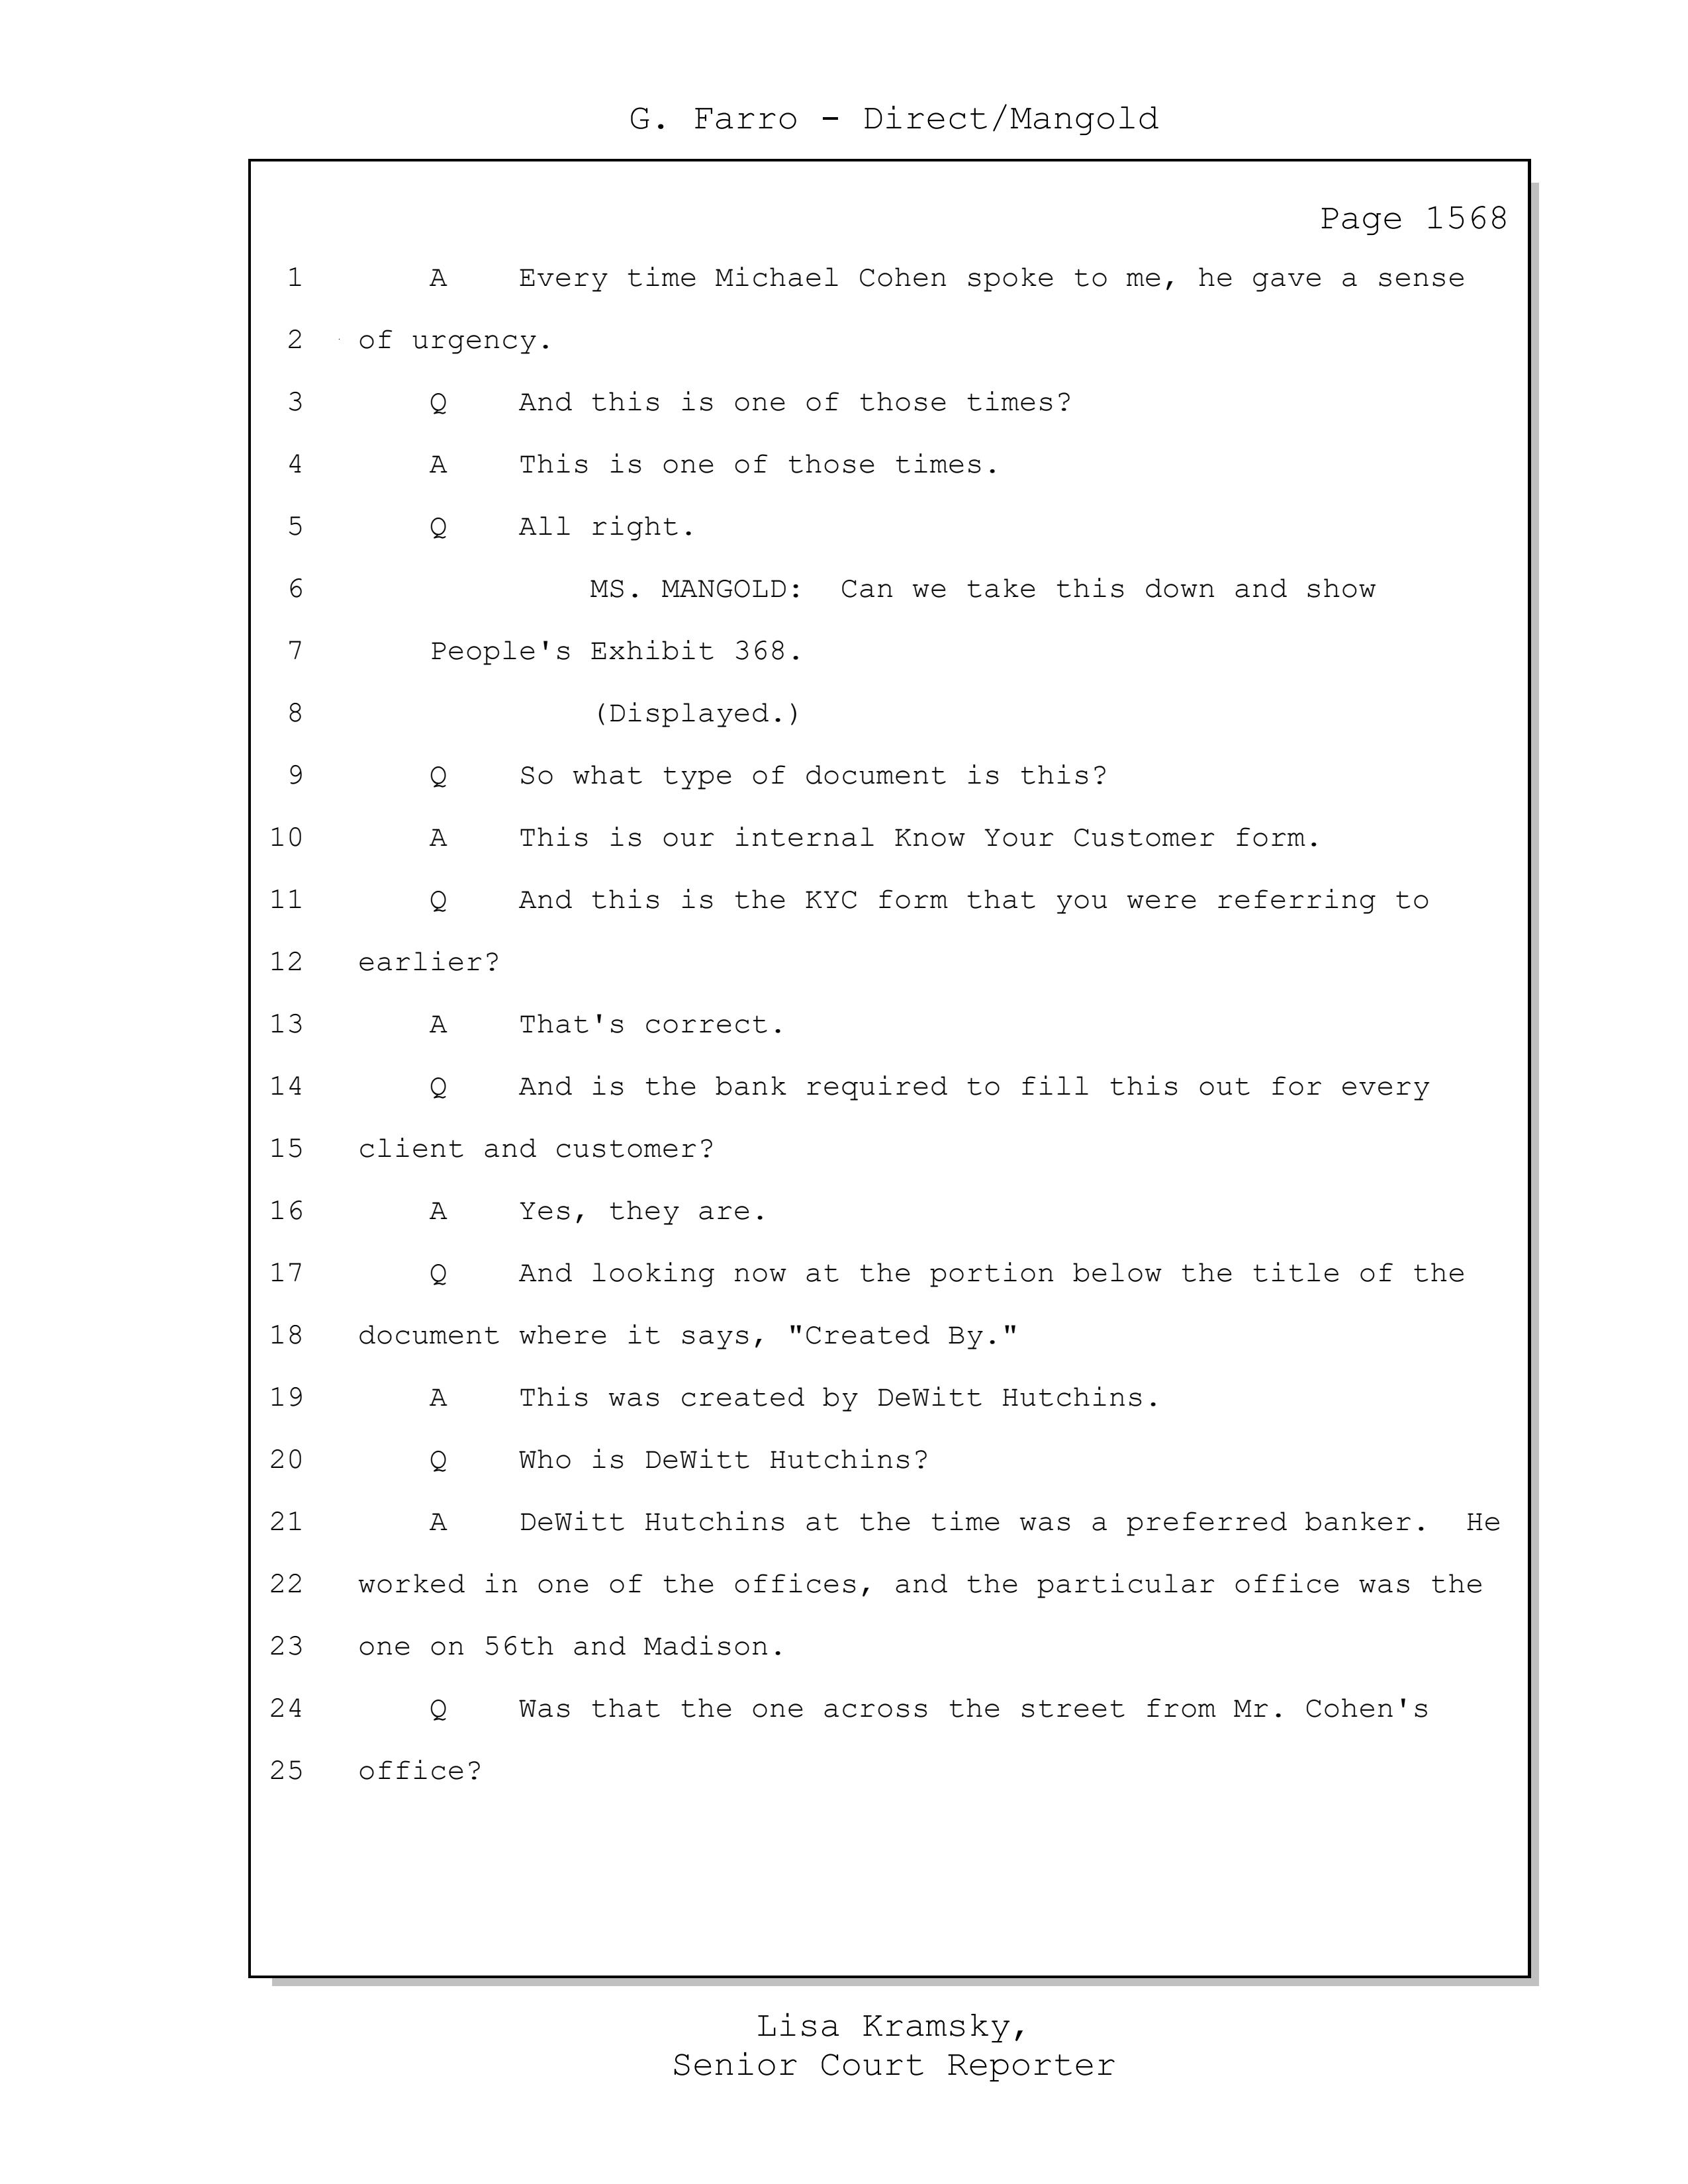 G. Farro - Direct/Mangold
Page 1568
1 A Every time Michael Cohen spoke to me, he gave a sense
2 of urgency.
3 Q And this is one of those times?
4 A This is one of those times.
5 Q All right.
6 MS. MANGOLD: Can we take this down and show
7 People's Exhibit 368.
8 (Displayed.)
9 Q So what type of document is this?
10 A This is our internal Know Your Customer form.
11 Q And this is the KYC form that you were referring to
12 earlier?
13 A That's correct.
14 Q And is the bank required to fill this out for every
15 client and customer?
16 A Yes, they are.
17 Q And looking now at the portion below the title of the
18 document where it says, "Created By."
19 A This was created by DeWitt Hutchins.
20 Q Who is DeWitt Hutchins?
21 A DeWitt Hutchins at the time was a preferred banker. He
22 worked in one of the offices, and the particular office was the
23 one on 56th and Madison.
24 Q Was that the one across the street from Mr. Cohen's
25 office?
Lisa Kramsky,
Senior Court Reporter